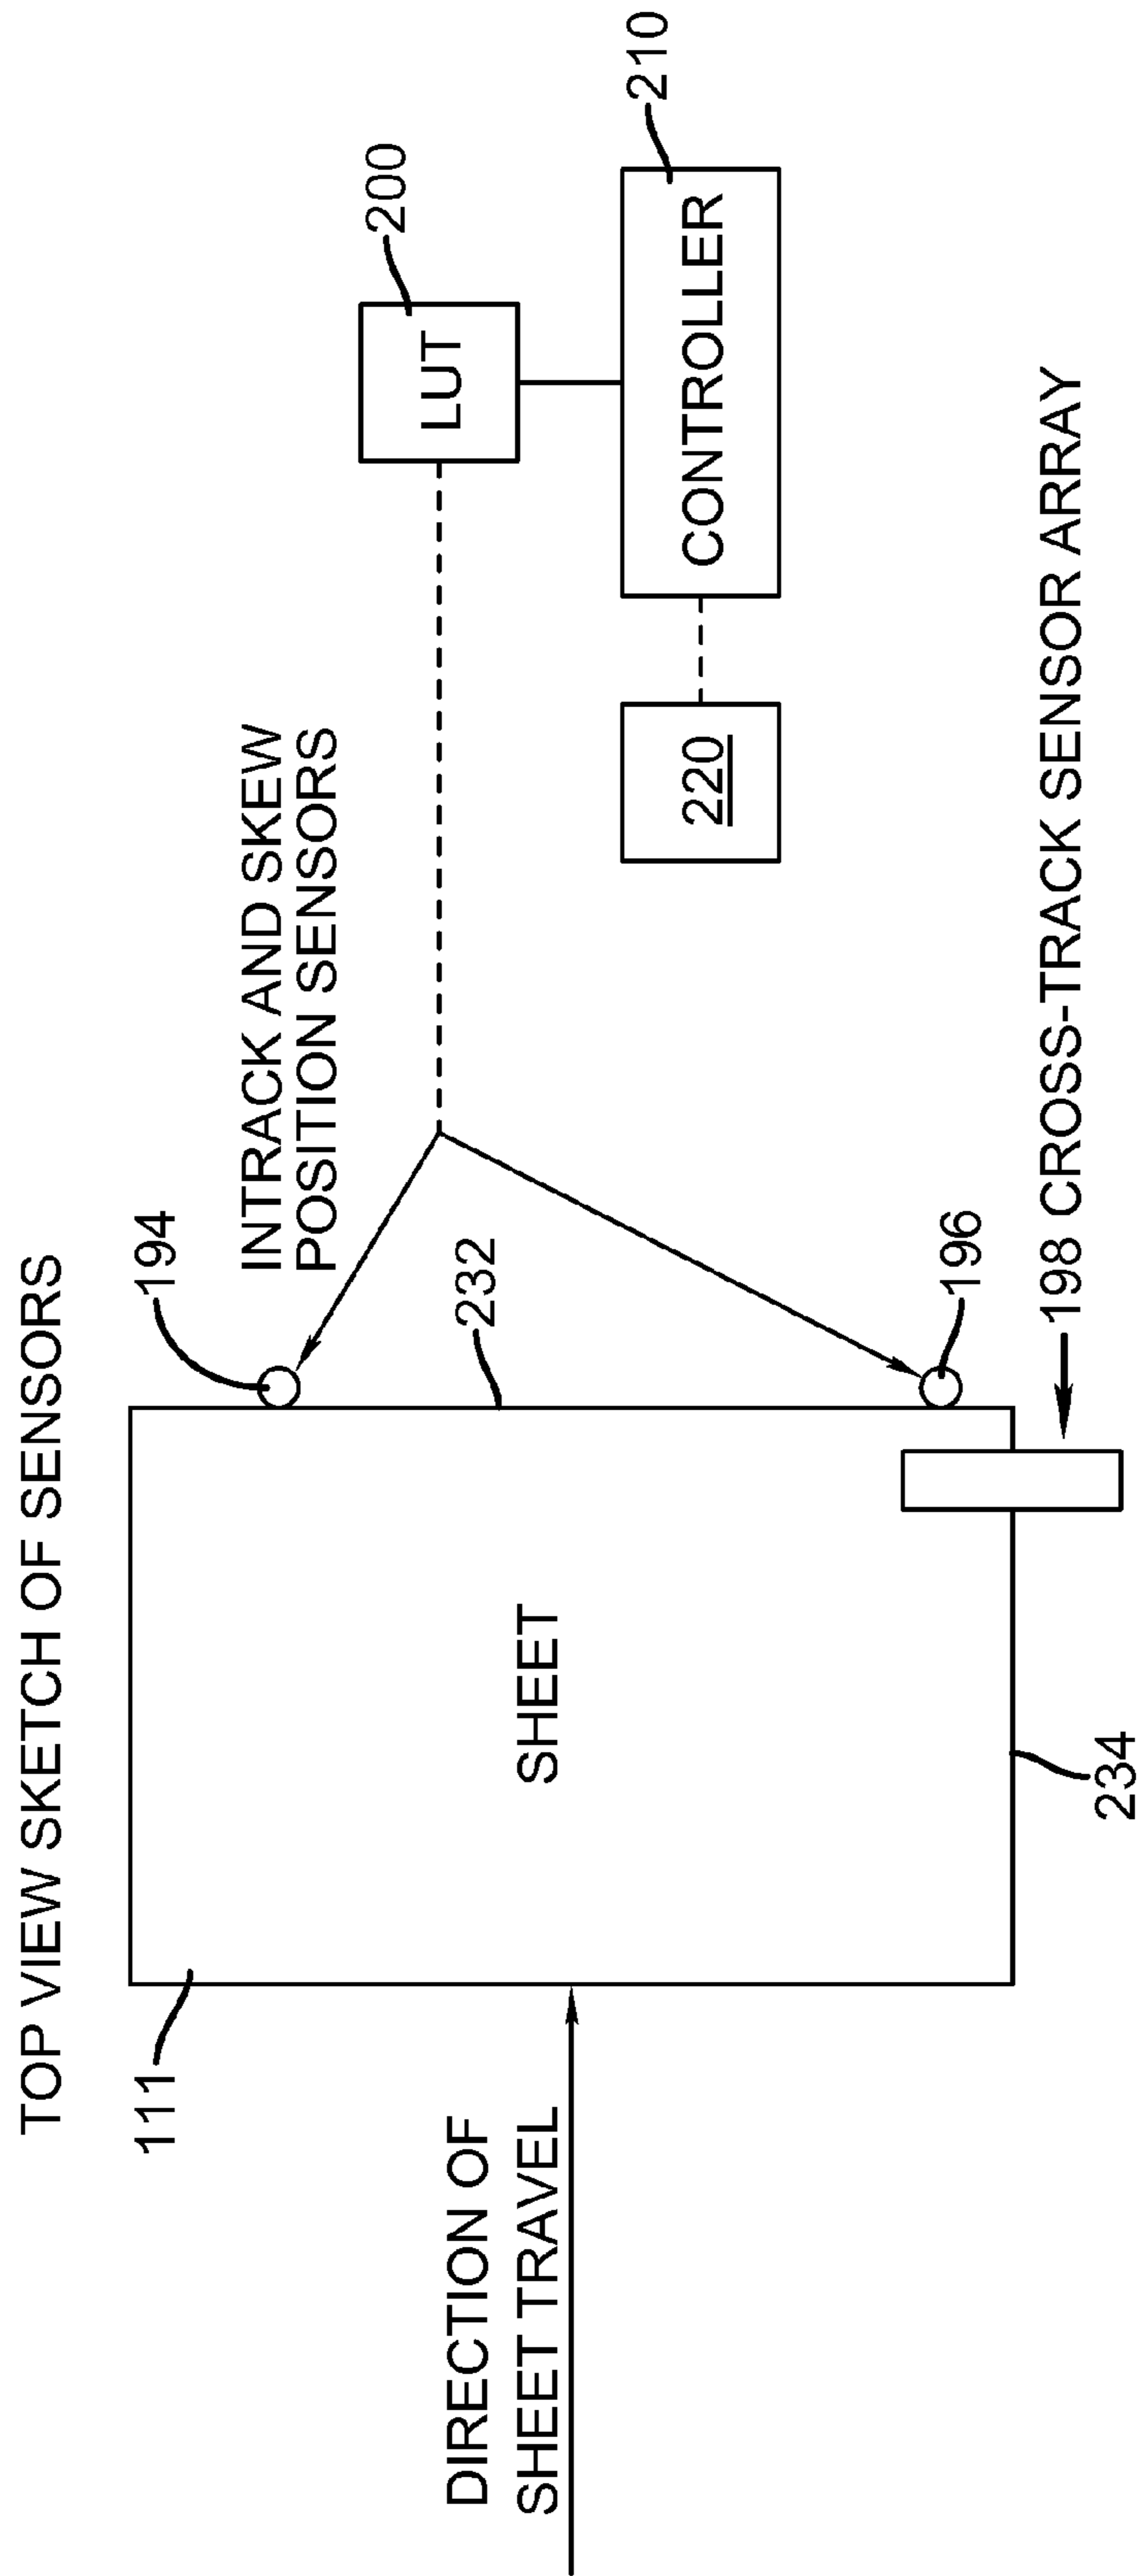 TOP VIEW SKETCH OF SENSORS
111
194
INTRACK AND SKEW
POSITION SENSORS
200
LUT
232
DIRECTION OF
SHEET TRAVEL
SHEET
220
CONTROLLER
210
196
234
198 CROSS-TRACK SENSOR ARRAY